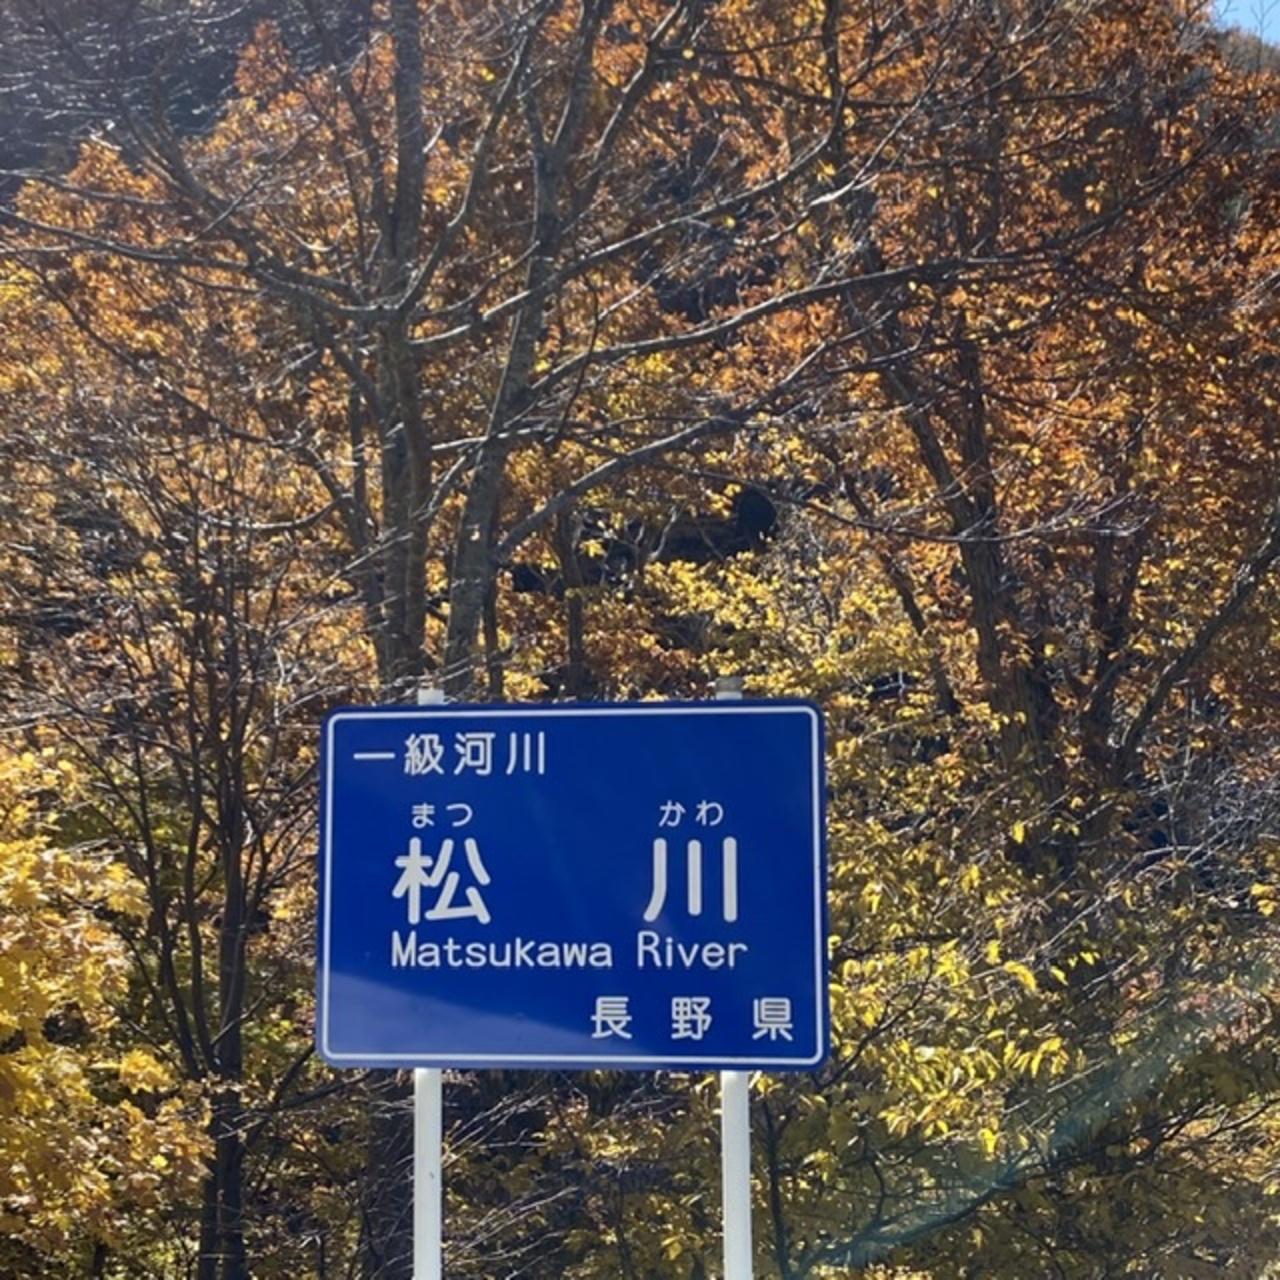 一級河川
まつ かわ
松 川
Matsukawa River
長野県